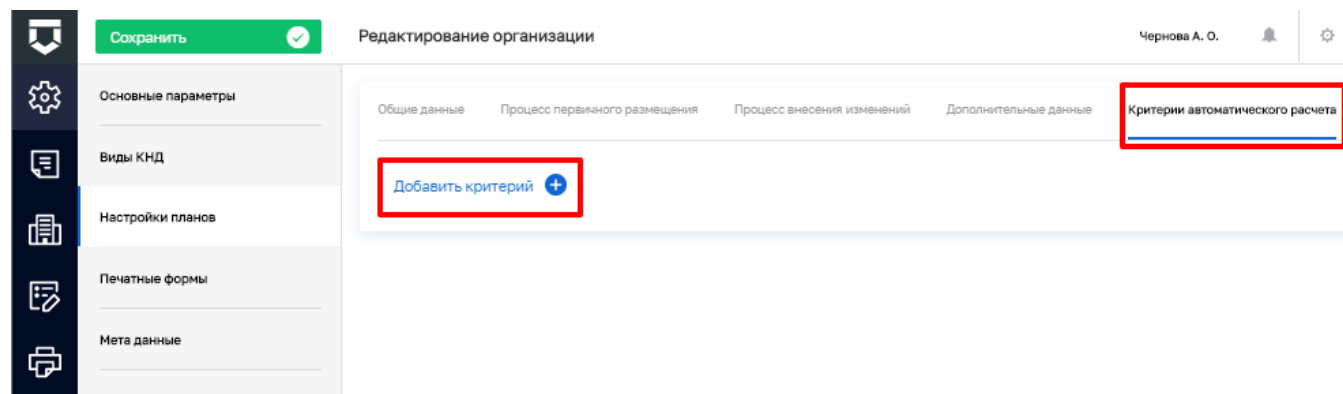 Сохранить
Редактирование организации
Чернова А. О.
Основные параметры
Виды КНД
Настройки планов
Печатные формы
Мета данные
Общие данные
Процесс первичного размещения
Процесс внесения изменений
Дополнительные данные
Критерии автоматического расчета
Добавить критерий